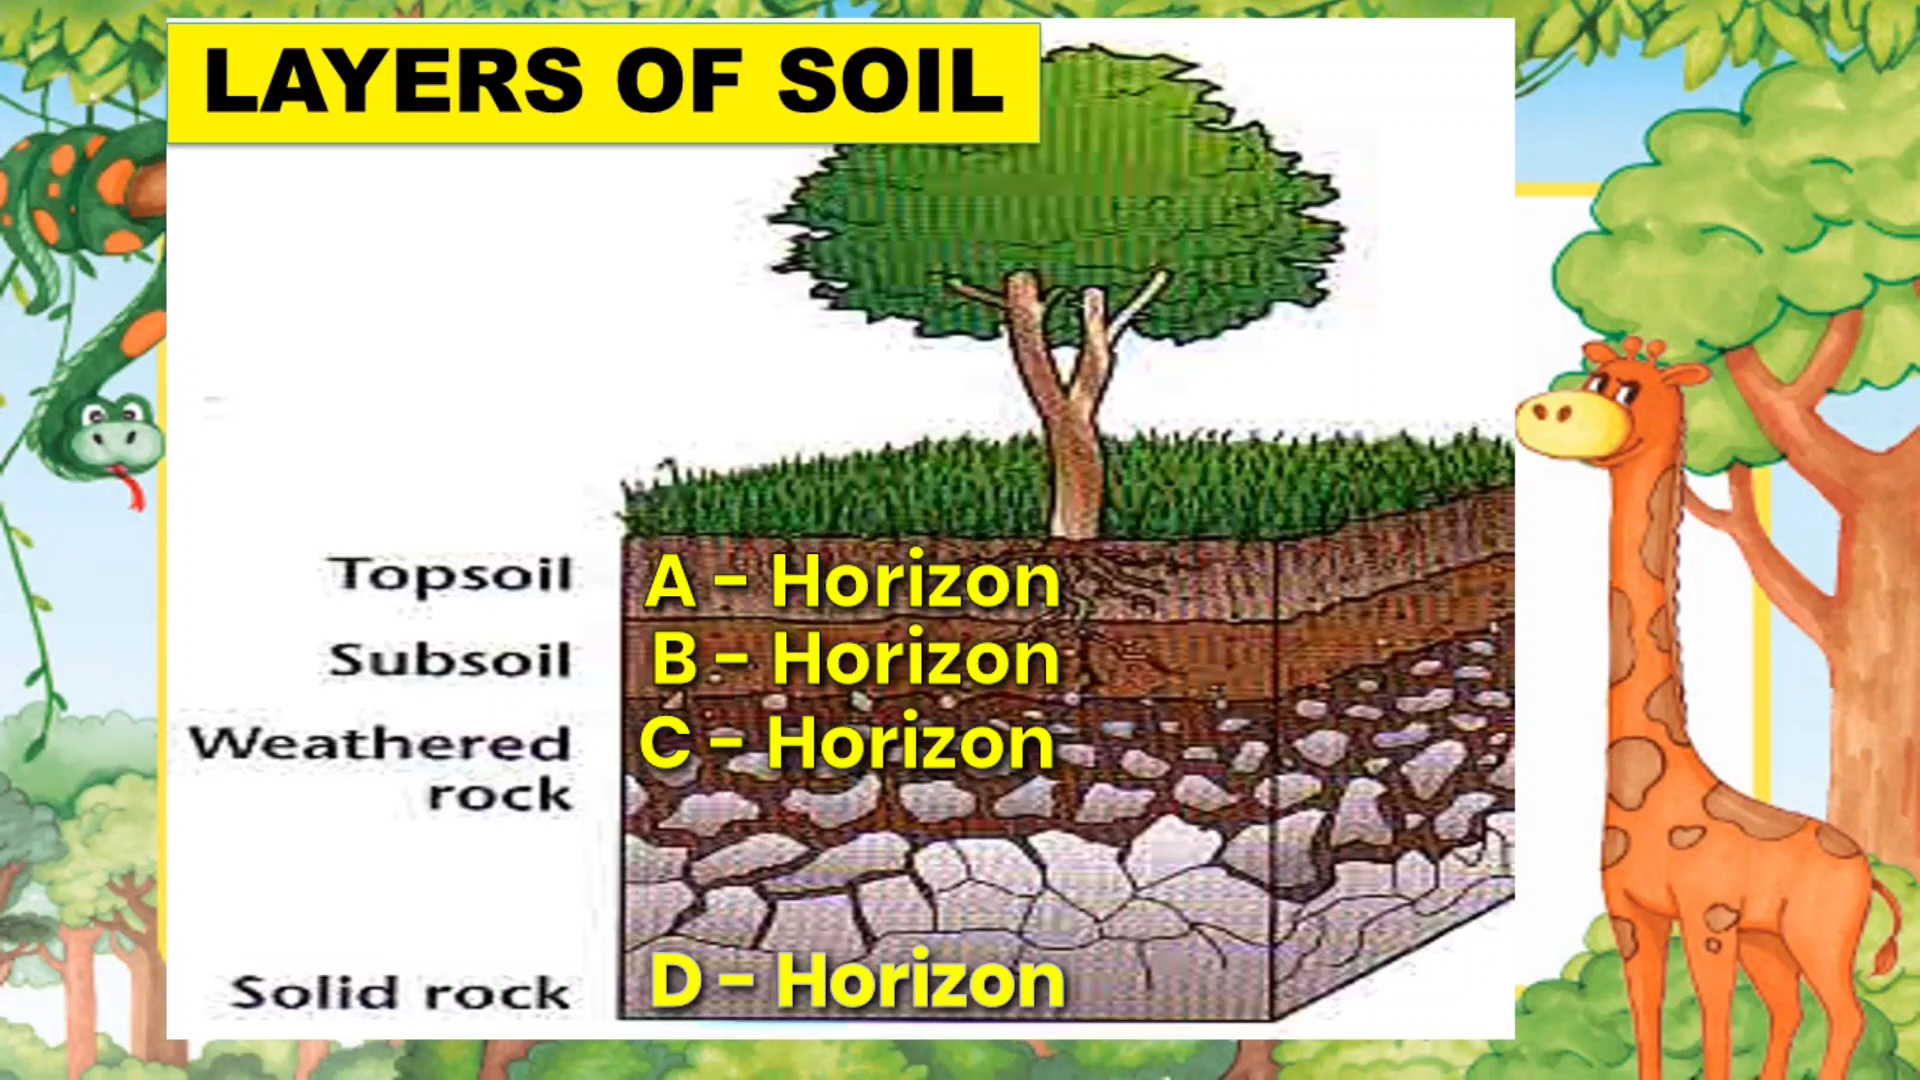 LAYERS OF SOIL
Topsoil
A – Horizon
Subsoil
B – Horizon
Weathered
rock
C – Horizon
Solid rock
D – Horizon